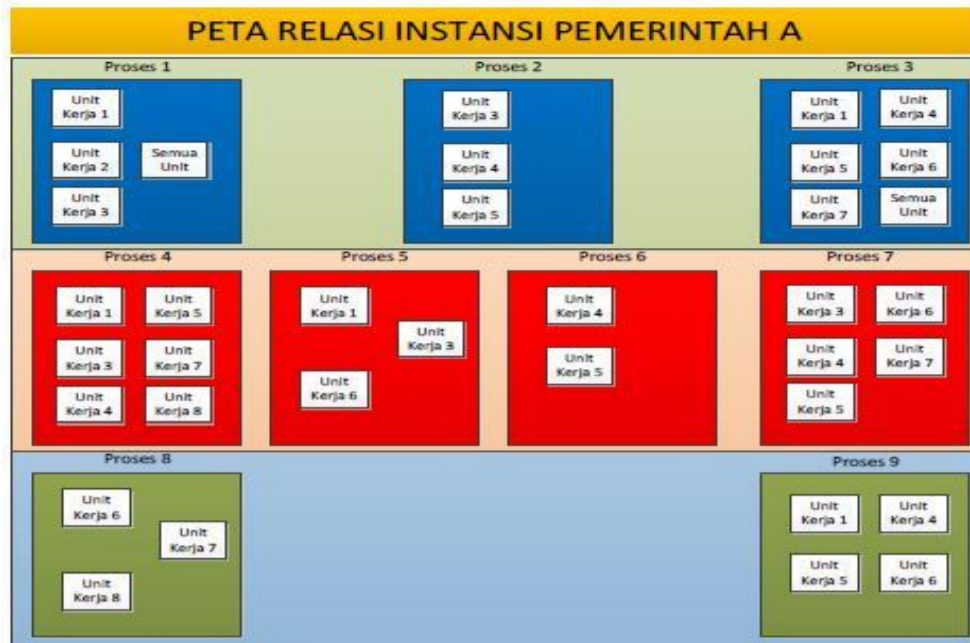 PETA RELASI INSTANSI PEMERINTAH A
Proses 1
Unit
Kerja 1
Unit
Kerja 2
Semua
Unit
Unit
Kerja 3
Proses 2
Unit
Kerja 3
Unit
Kerja 4
Unit
Kerja 5
Proses 3
Unit
Kerja 1
Unit
Kerja 4
Unit
Kerja 5
Unit
Kerja 6
Unit
Kerja 7
Semua
Unit
Proses 4
Unit
Kerja 1
Unit
Kerja 5
Unit
Kerja 3
Unit
Kerja 7
Unit
Kerja 4
Unit
Kerja 8
Proses 5
Unit
Kerja 1
Unit
Kerja 3
Unit
Kerja 6
Proses 6
Unit
Kerja 4
Unit
Kerja 5
Proses 7
Unit
Kerja 3
Unit
Kerja 6
Unit
Kerja 4
Unit
Kerja 7
Unit
Kerja 5
Proses 8
Unit
Kerja 6
Unit
Kerja 7
Unit
Kerja 8
Proses 9
Unit
Kerja 1
Unit
Kerja 4
Unit
Kerja 5
Unit
Kerja 6